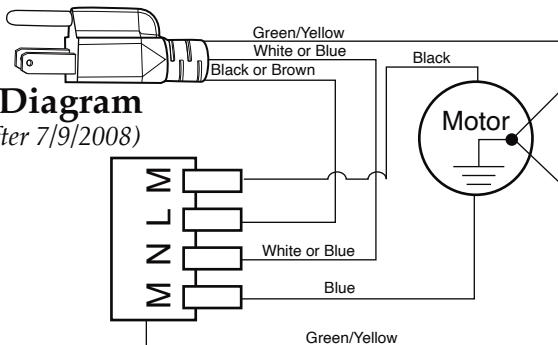 Green/Yellow
White or Blue
Black or Brown
Black
Diagram
fter 7/9/2008)
Motor
M
L
N
M
White or Blue
Blue
Green/Yellow